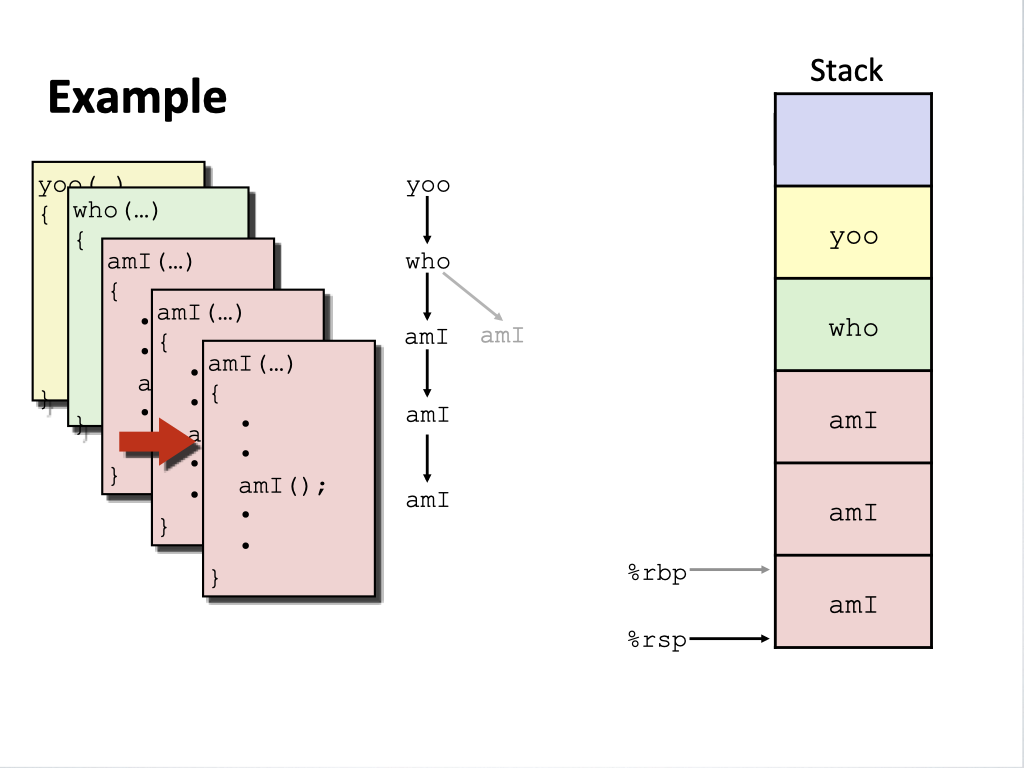 Example
Stack
yoo(…)
{
}
who(…)
{
}
amI(…)
{
•
•
a
•
}
amI(…)
{
•
•
a
•
•
}
amI(…)
{
•
•
amI();
•
•
}
yoo
who
amI amI
amI
amI
yoo
who
amI
amI
amI
%rbp
%rsp